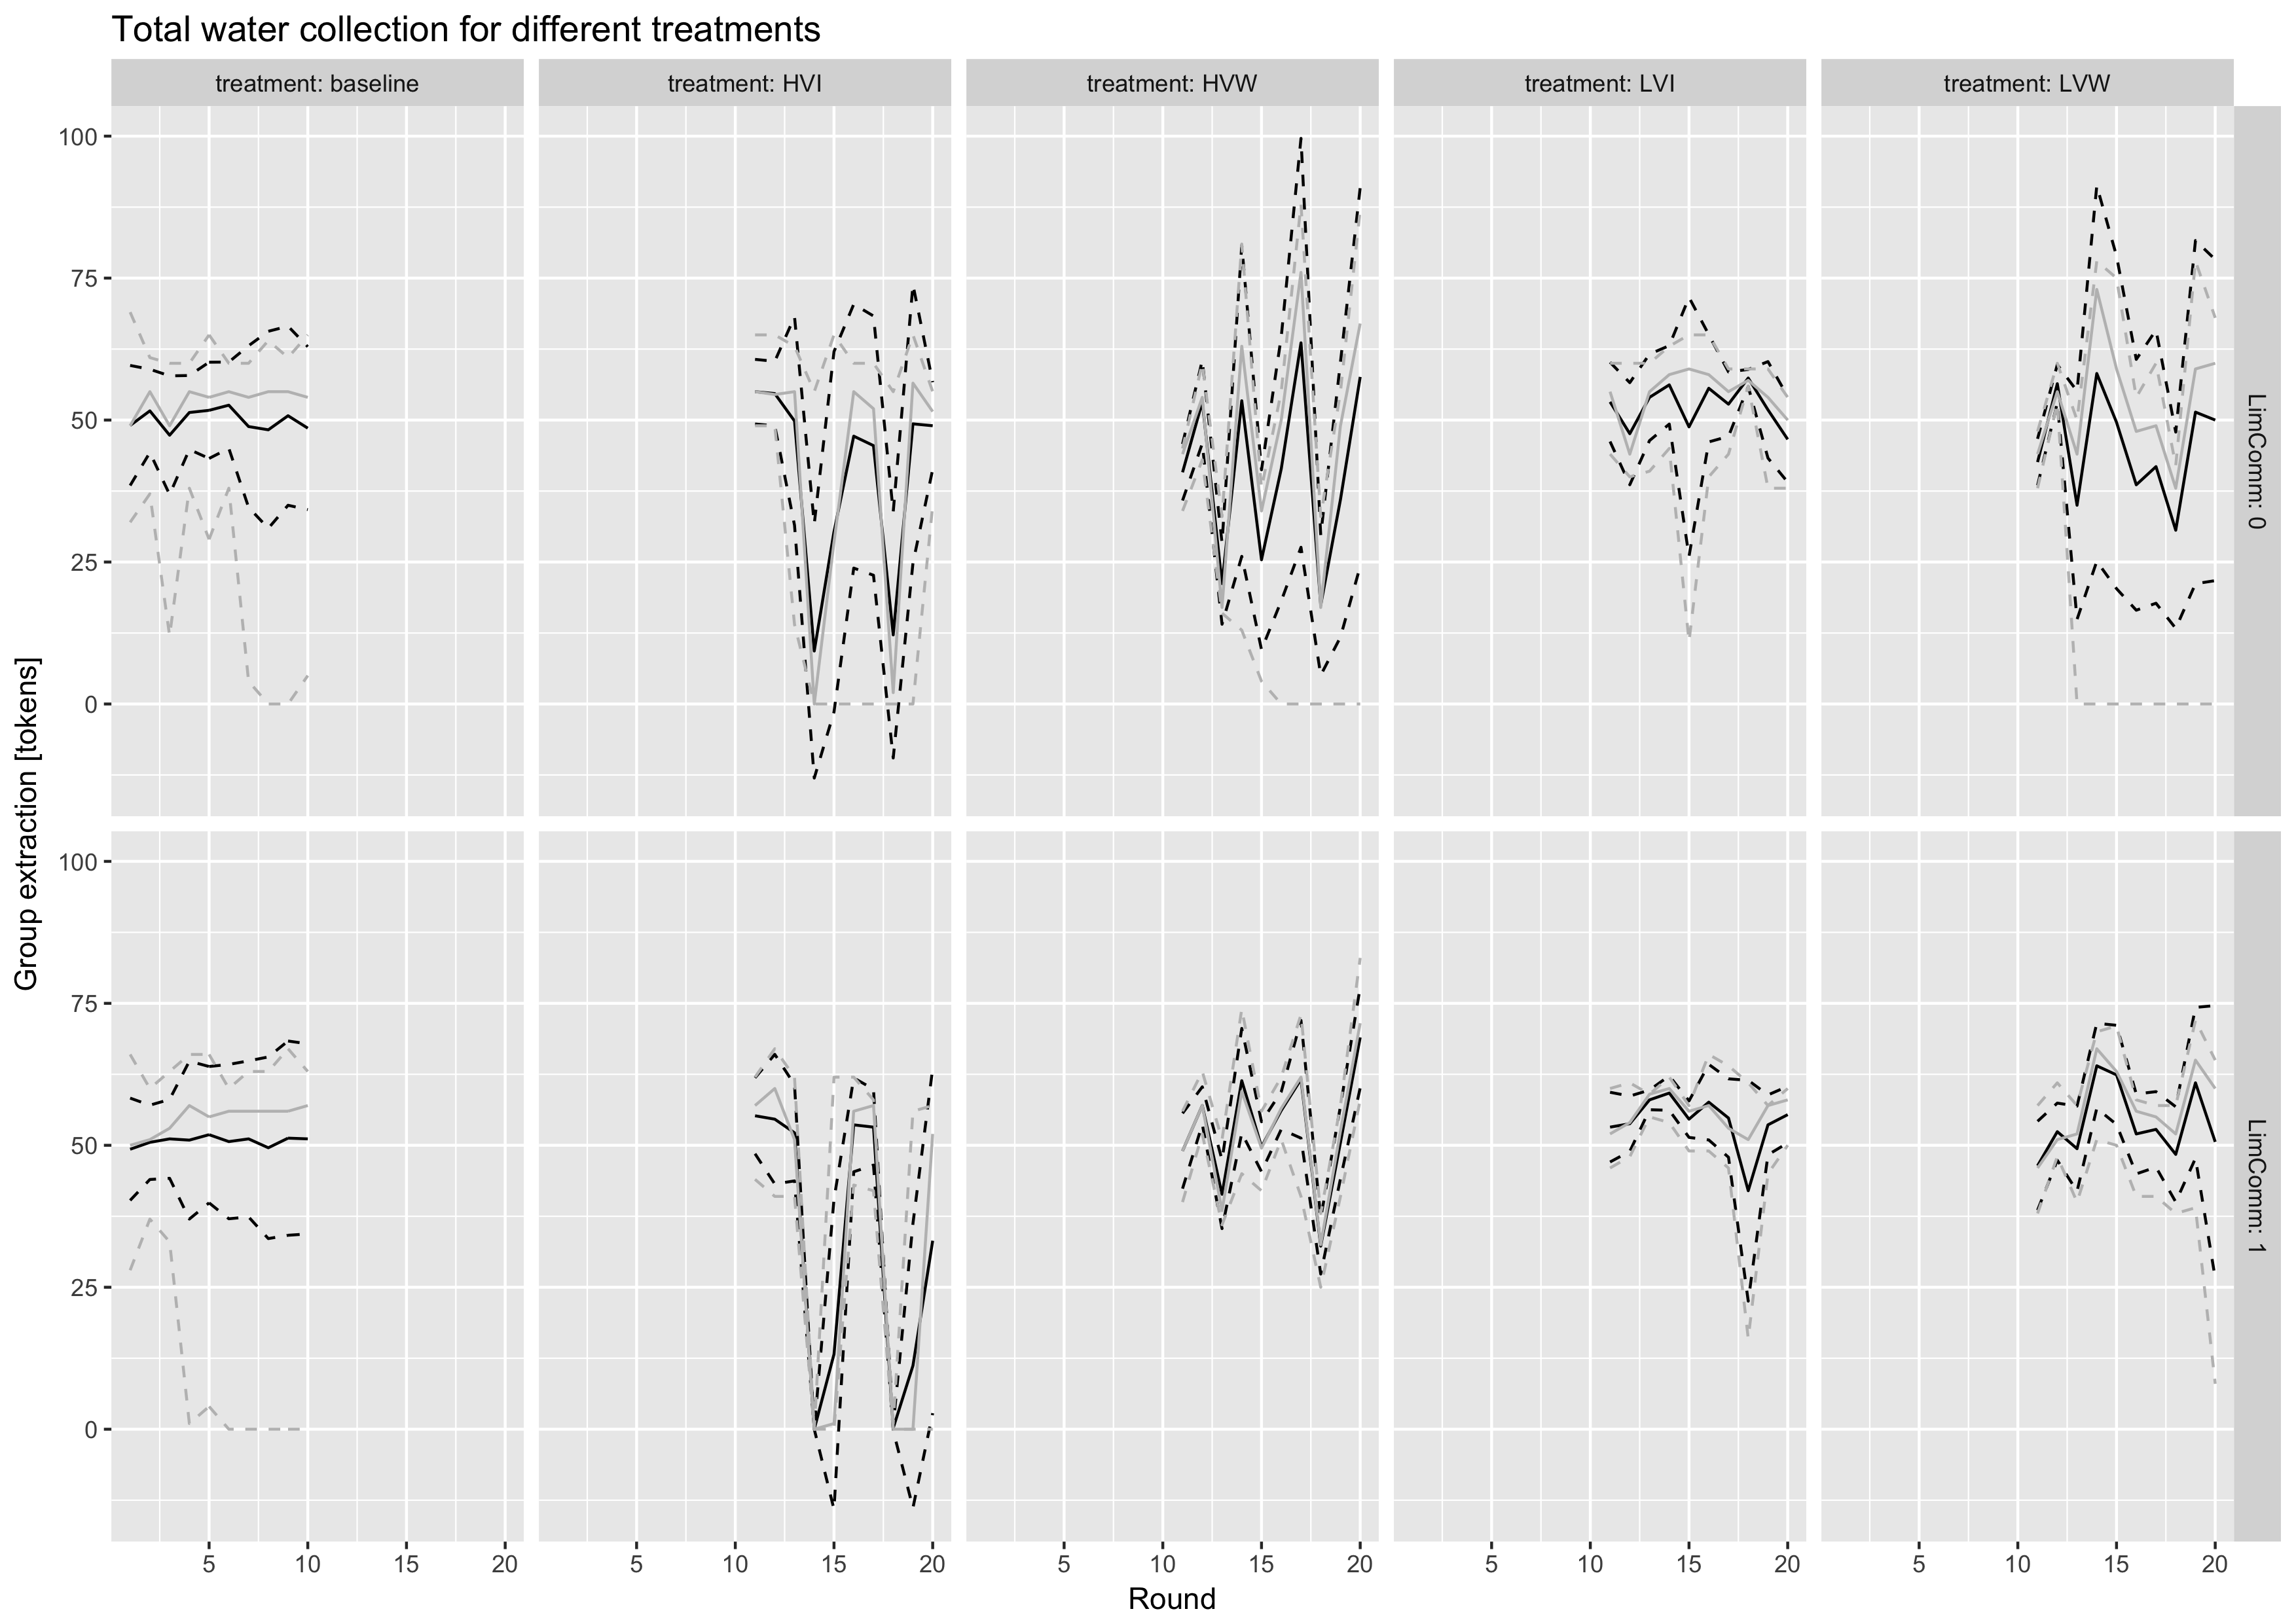 Total water collection for different treatments
treatment: baseline
treatment: HVI
treatment: HVW
treatment: LVI
treatment: LVW
100
75
50
25
0
LimComm: 0
Group extraction [tokens]
100
75
50
25
0
LimComm: 1
5 10 15 20
5 10 15 20
5 10 15 20
5 10 15 20
5 10 15 20
Round